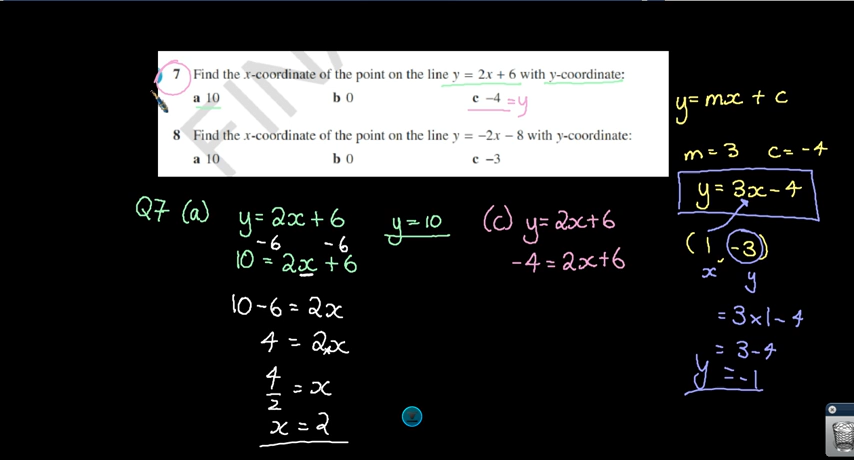 7 Find the x-coordinate of the point on the line y = 2x + 6 with y-coordinate:
a 10 b 0 c −4 =y
8 Find the x-coordinate of the point on the line y = −2x − 8 with y-coordinate:
a 10 b 0 c −3
FINA
Q7 (a) y = 2x + 6 y = 10
-6 -6
10 = 2x + 6
10 - 6 = 2x
4 = 2x
4/2 = x
x = 2
(c) y = 2x + 6
-4 = 2x + 6
y = mx + c
m = 3 c = -4
y = 3x - 4
(1, -3)
x y
= 3 x 1 - 4
= 3 - 4
y = -1